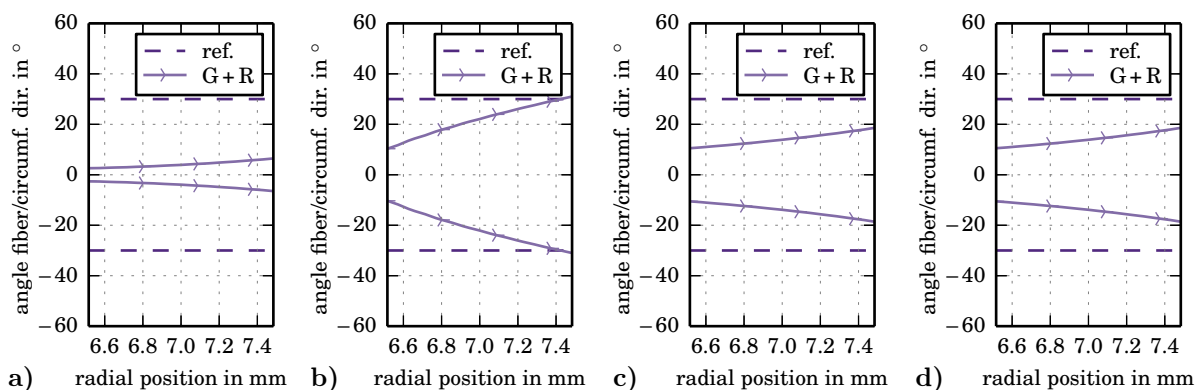 60
40
20
0
−20
−40
−60
angle fiber/circumf. dir. in °
ref.
G+R
6.6 6.8 7.0 7.2 7.4
radial position in mm
a)
60
40
20
0
−20
−40
−60
angle fiber/circumf. dir. in °
ref.
G+R
6.6 6.8 7.0 7.2 7.4
radial position in mm
b)
60
40
20
0
−20
−40
−60
angle fiber/circumf. dir. in °
ref.
G+R
6.6 6.8 7.0 7.2 7.4
radial position in mm
c)
60
40
20
0
−20
−40
−60
angle fiber/circumf. dir. in °
ref.
G+R
6.6 6.8 7.0 7.2 7.4
radial position in mm
d)